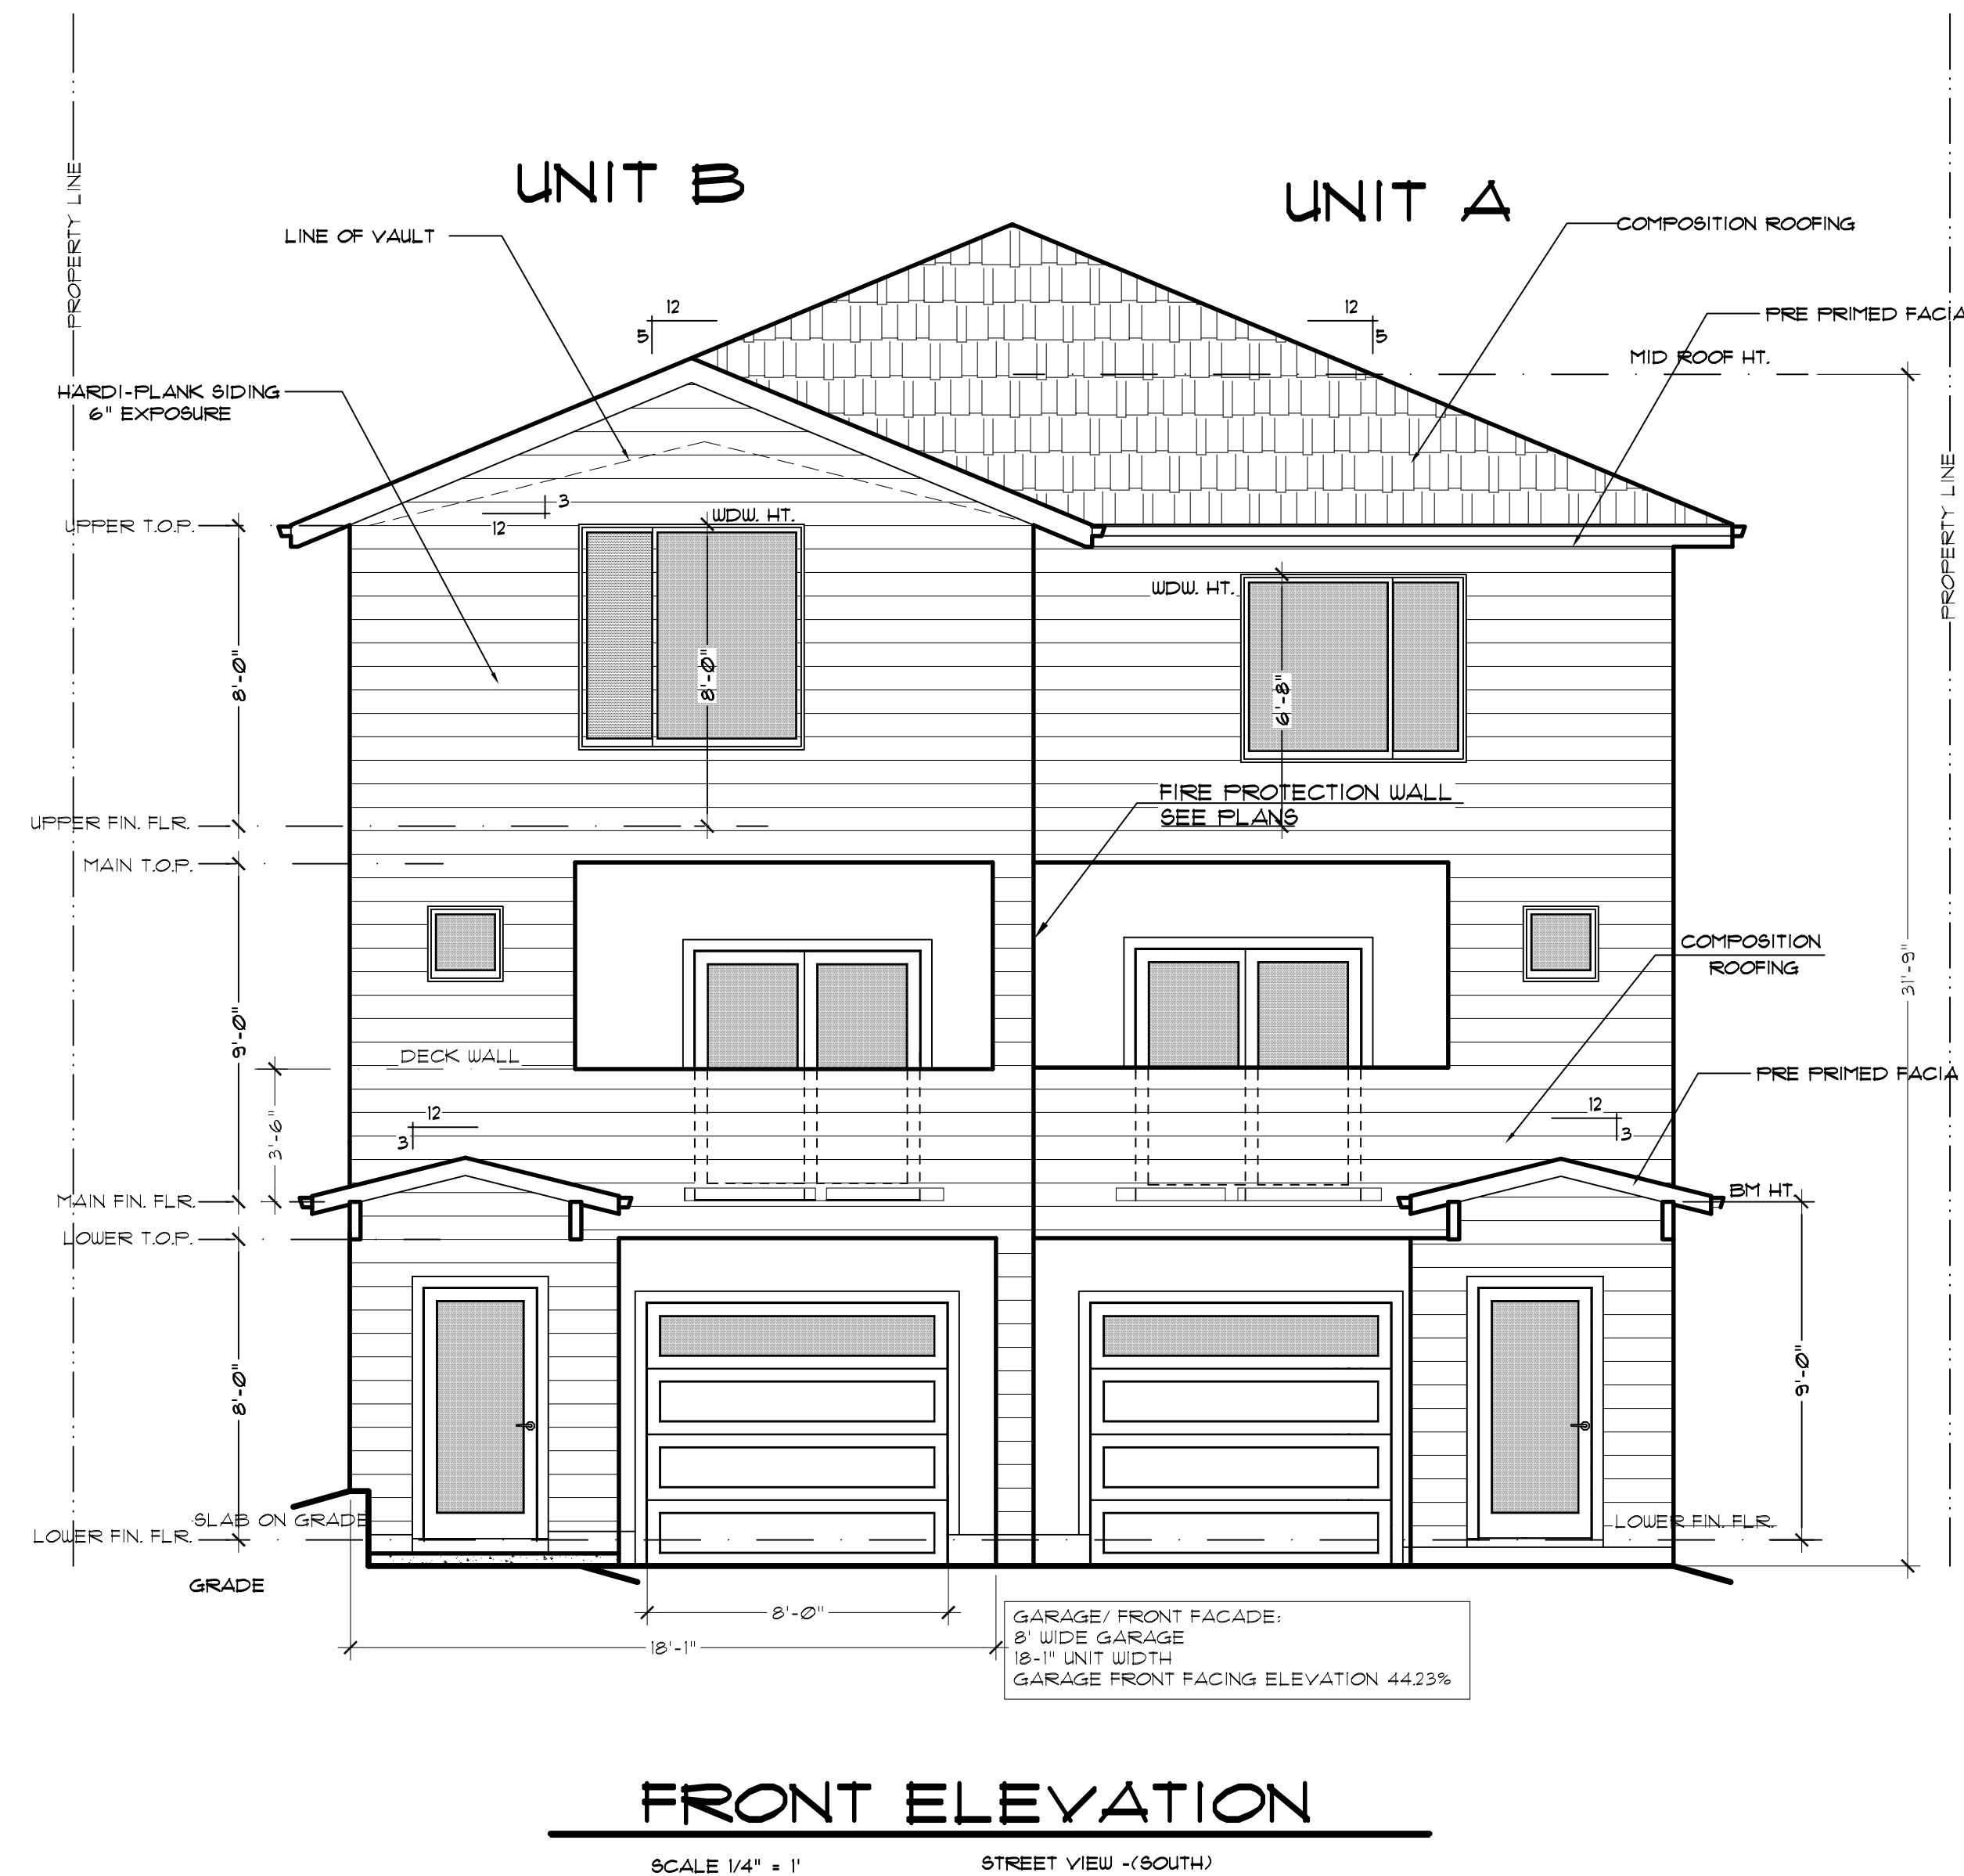 UNIT B
UNIT A
PROPERTY LINE
LINE OF VAULT
COMPOSITION ROOFING
12
5
12
5
PRE PRIMED FACIA
MID ROOF HT.
HARDI-PLANK SIDING
6" EXPOSURE
PROPERTY LINE
3
12
WDW. HT.
UPPER T.O.P.
WDW. HT.
8'-0"
8'-0"
6'-8"
FIRE PROTECTION WALL
SEE PLANS
UPPER FIN. FLR.
MAIN T.O.P.
COMPOSITION
ROOFING
31'-9"
9'-0"
DECK WALL
PRE PRIMED FACIA
3'-6"
12
3
12
3
BM HT.
MAIN FIN. FLR.
LOWER T.O.P.
8'-0"
9'-0"
SLAB ON GRADE
LOWER FIN. FLR.
LOWER FIN. FLR.
GRADE
8'-0"
18'-1"
GARAGE/ FRONT FACADE:
8' WIDE GARAGE
18-1" UNIT WIDTH
GARAGE FRONT FACING ELEVATION 44.23%
FRONT ELEVATION
SCALE 1/4" = 1'
STREET VIEW -(SOUTH)